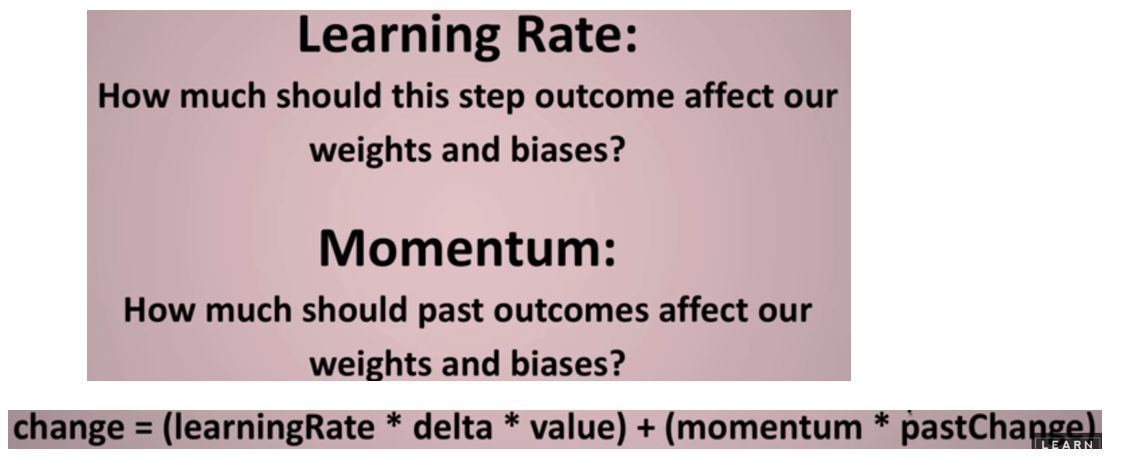 Learning Rate:
How much should this step outcome affect our
weights and biases?
Momentum:
How much should past outcomes affect our
weights and biases?
change = (learningRate * delta * value) + (momentum * pastChange)
LEARN